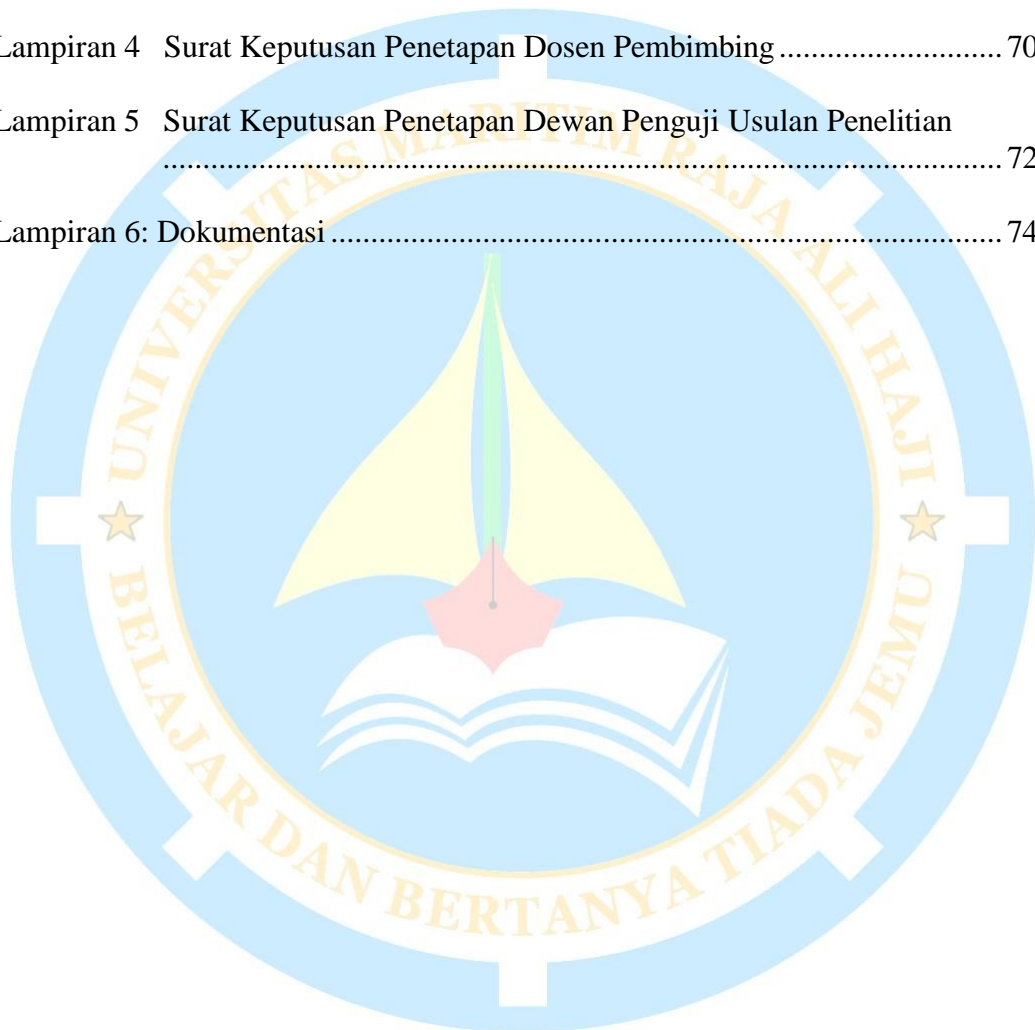 Lampiran 4 Surat Keputusan Penetapan Dosen Pembimbing ............................ 70
Lampiran 5 Surat Keputusan Penetapan Dewan Penguji Usulan Penelitian
.......................................................................................................... 72
Lampiran 6: Dokumentasi ..................................................................................... 74
UNIVERSITAS MARITIM RAJA ALI HAJI
BELAJAR DAN BERTANYA TIADA JEMU